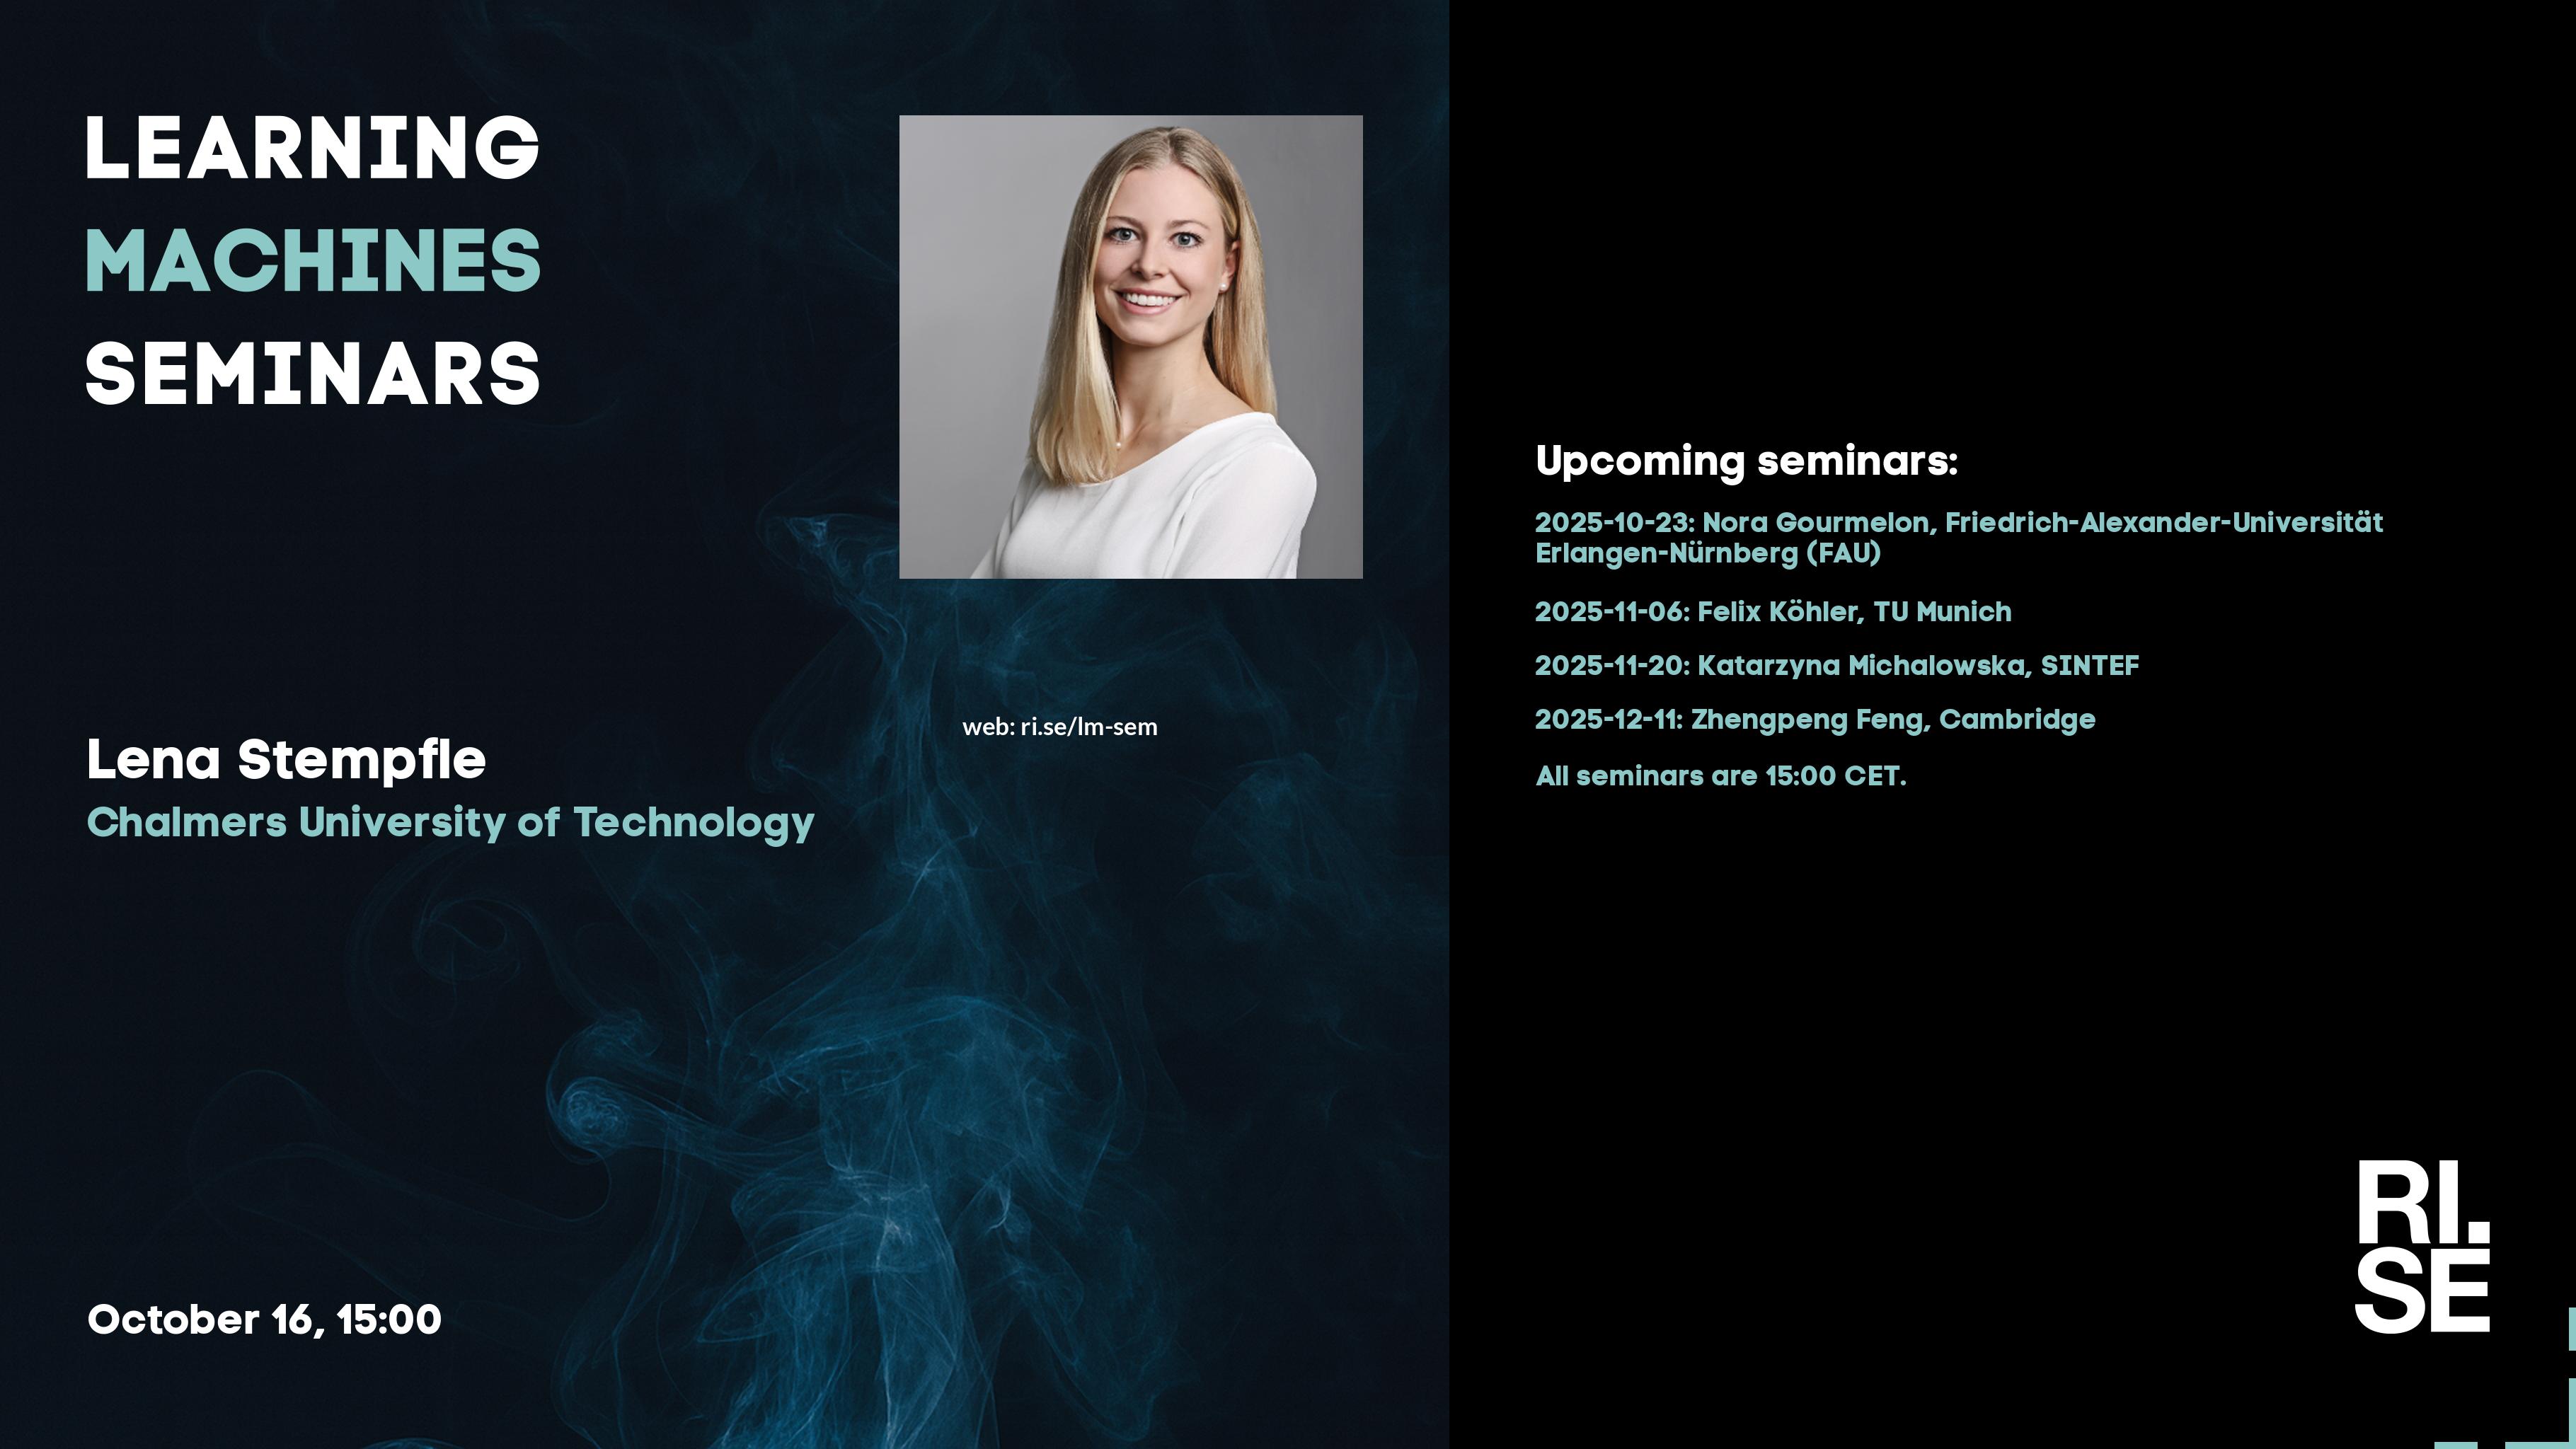 LEARNING
MACHINES
SEMINARS
Lena Stempfle
Chalmers University of Technology
October 16, 15:00
web: ri.se/lm-sem
Upcoming seminars:
2025-10-23: Nora Gourmelon, Friedrich-Alexander-Universität
Erlangen-Nürnberg (FAU)
2025-11-06: Felix Köhler, TU Munich
2025-11-20: Katarzyna Michalowska, SINTEF
2025-12-11: Zhengpeng Feng, Cambridge
All seminars are 15:00 CET.
RI.
SE